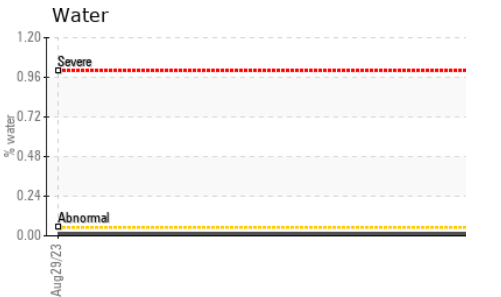 Water
1.20
Severe
0.96
0.72
% water
0.48
0.24
Abnormal
0.00
Aug29/23